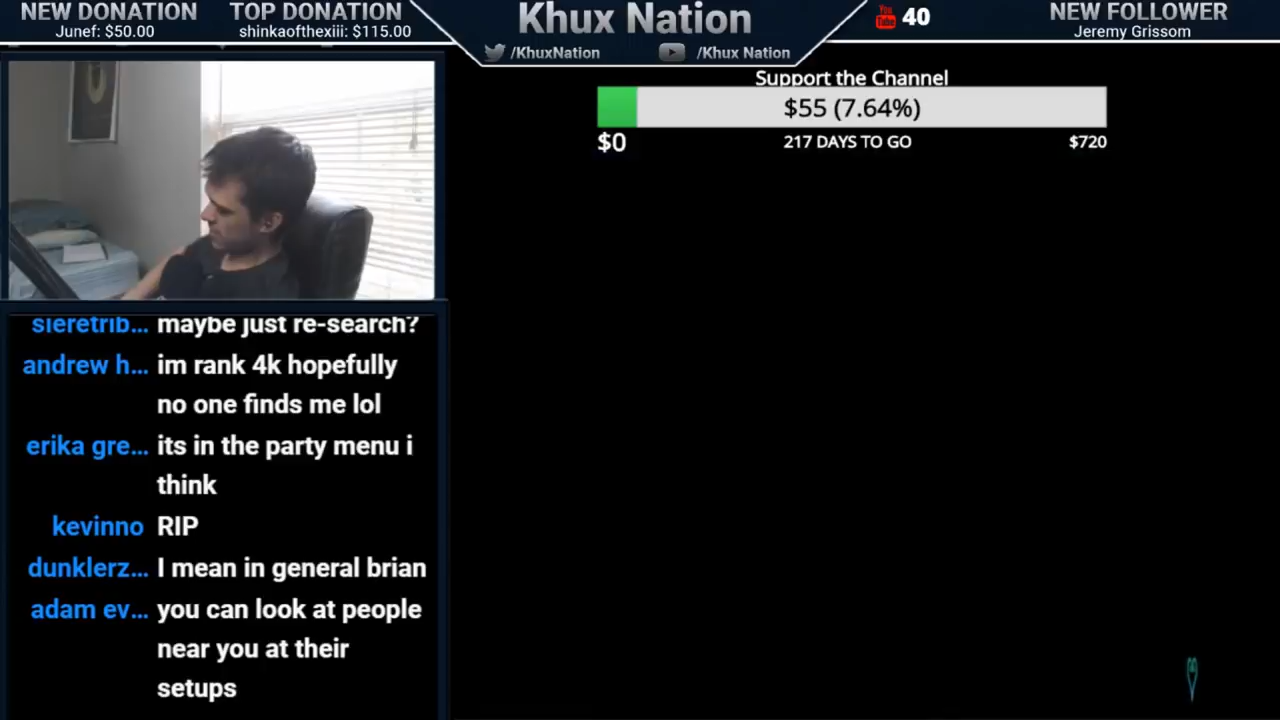 NEW DONATION
Junef: $50.00
TOP DONATION
shinkaofthexiii: $115.00
Khux Nation
/KhuxNation
/Khux Nation
You Tube 40
NEW FOLLOWER
Jeremy Grissom
Support the Channel
$55 (7.64%)
$0
217 DAYS TO GO
$720
sieretrib... maybe just re-search?
andrew h... im rank 4k hopefully
no one finds me lol
erika gre... its in the party menu i
think
kevinno RIP
dunklerz... I mean in general brian
adam ev... you can look at people
near you at their
setups